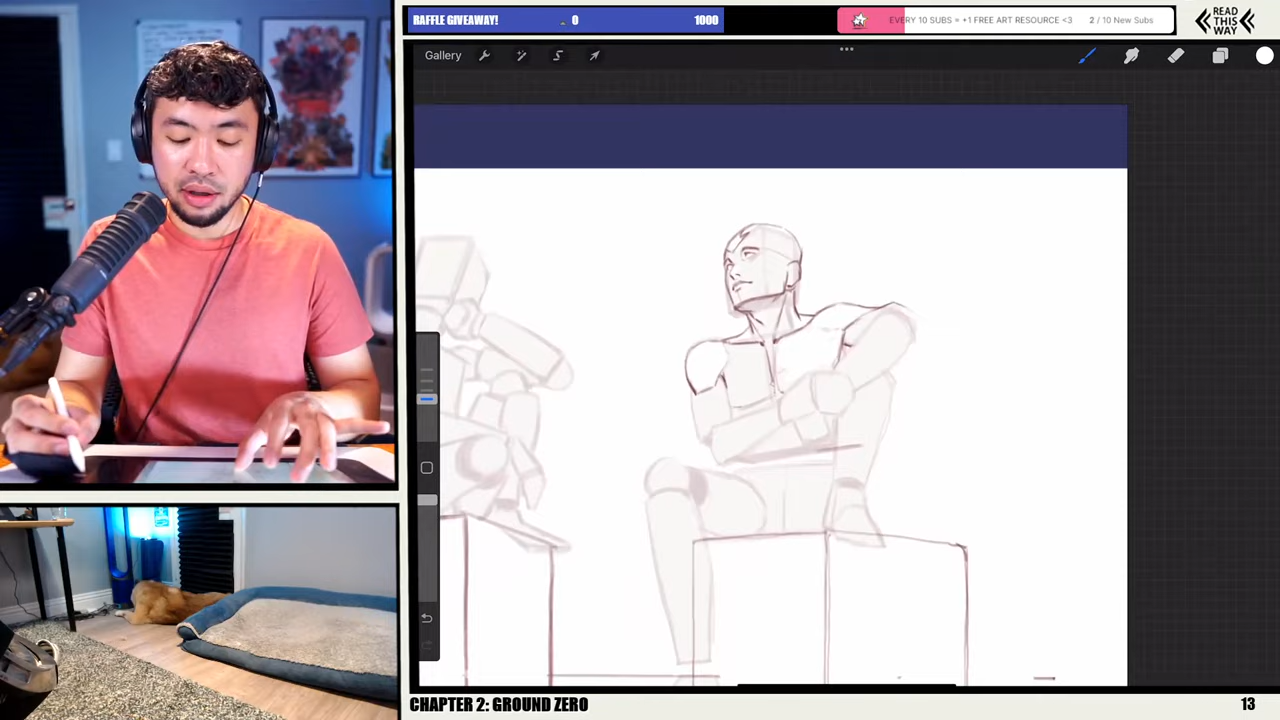 RAFFLE GIVEAWAY! 0 1000
EVERY 10 SUBS = +1 FREE ART RESOURCE <3 2 / 10 New Subs
READ
THIS
WAY
Gallery
CHAPTER 2: GROUND ZERO 13